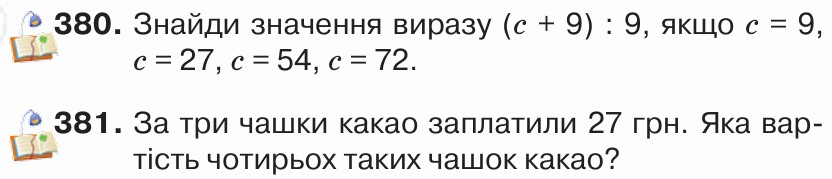 380. Знайди значення виразу (c + 9) : 9, якщо c = 9,
c = 27, c = 54, c = 72.
381. За три чашки какао заплатили 27 грн. Яка вар-
тість чотирьох таких чашок какао?